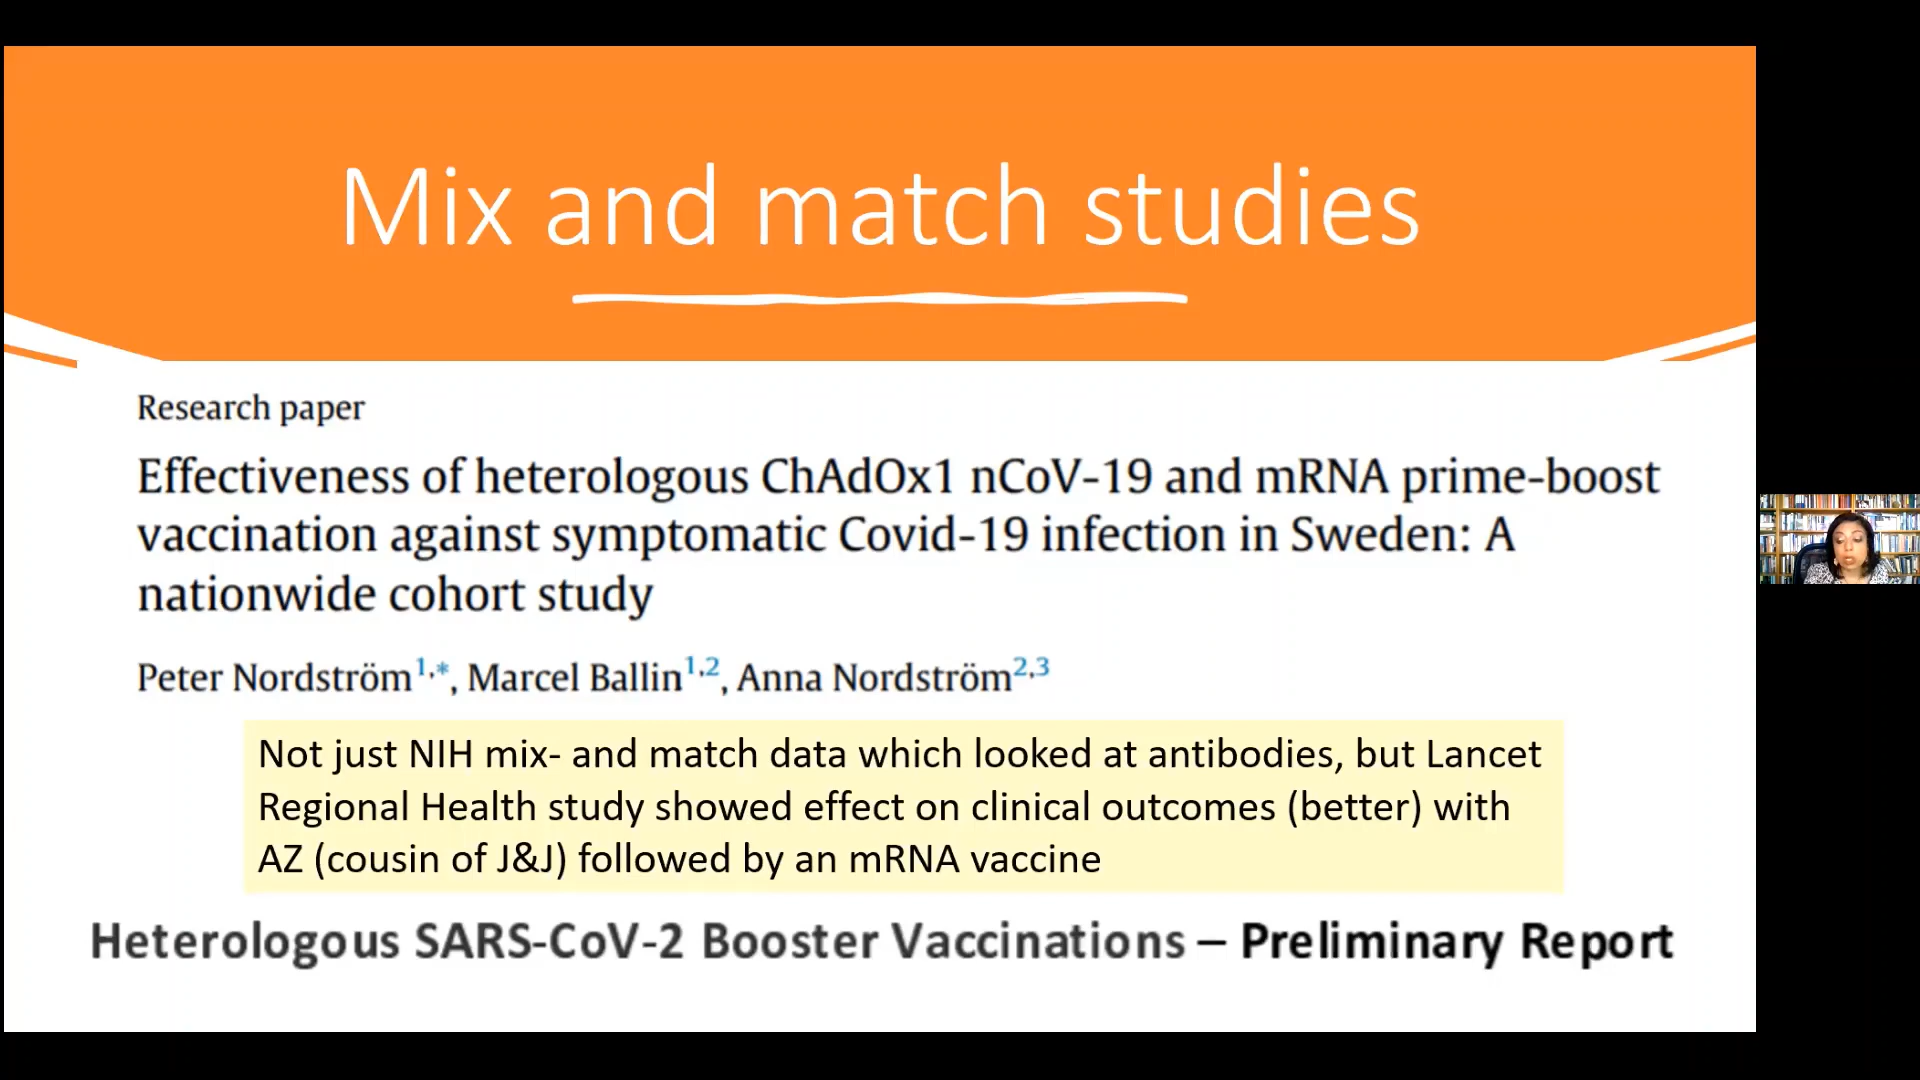 Mix and match studies
Research paper
Effectiveness of heterologous ChAdOx1 nCoV-19 and mRNA prime-boost
vaccination against symptomatic Covid-19 infection in Sweden: A
nationwide cohort study
Peter Nordström1,*, Marcel Ballin1,2, Anna Nordström2,3
Not just NIH mix- and match data which looked at antibodies, but Lancet
Regional Health study showed effect on clinical outcomes (better) with
AZ (cousin of J&J) followed by an mRNA vaccine
Heterologous SARS-CoV-2 Booster Vaccinations – Preliminary Report